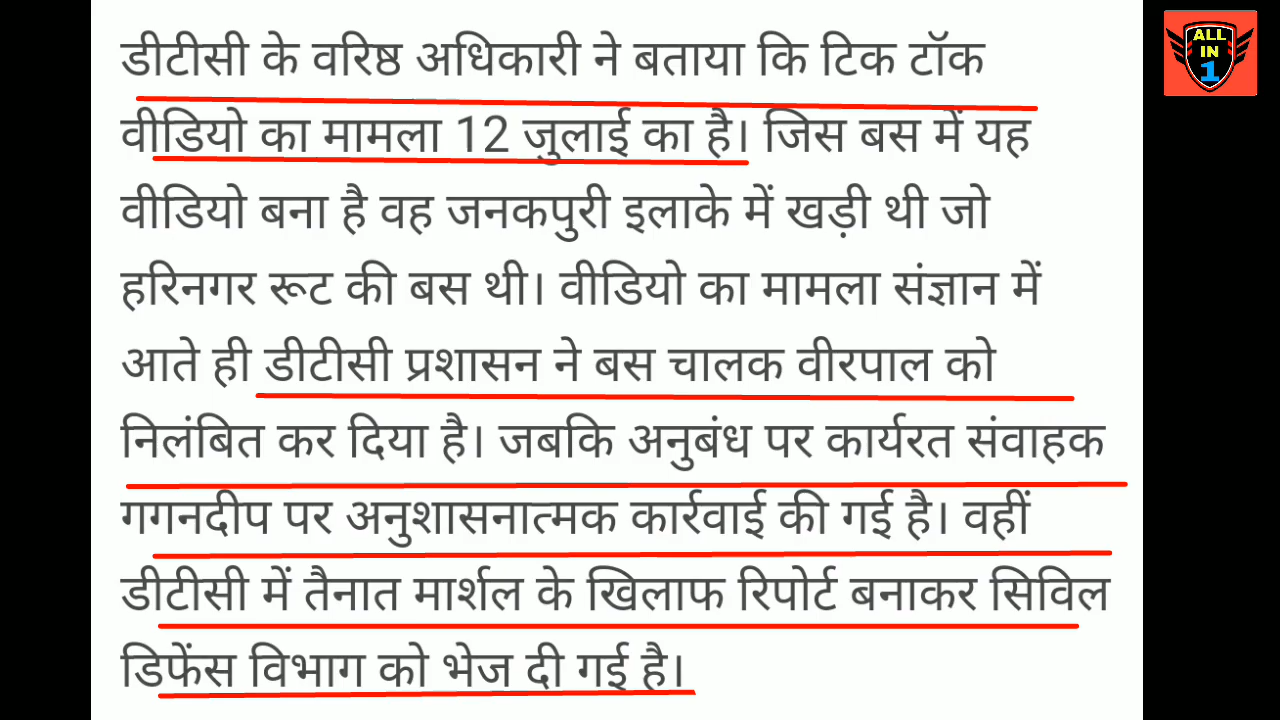 डीटीसी के वरिष्ठ अधिकारी ने बताया कि टिक टॉक
वीडियो का मामला 12 जुलाई का है। जिस बस में यह
वीडियो बना है वह जनकपुरी इलाके में खड़ी थी जो
हरिनगर रूट की बस थी। वीडियो का मामला संज्ञान में
आते ही डीटीसी प्रशासन ने बस चालक वीरपाल को
निलंबित कर दिया है। जबकि अनुबंध पर कार्यरत संवाहक
गगनदीप पर अनुशासनात्मक कार्रवाई की गई है। वहीं
डीटीसी में तैनात मार्शल के खिलाफ रिपोर्ट बनाकर सिविल
डिफेंस विभाग को भेज दी गई है।
ALL
IN
1